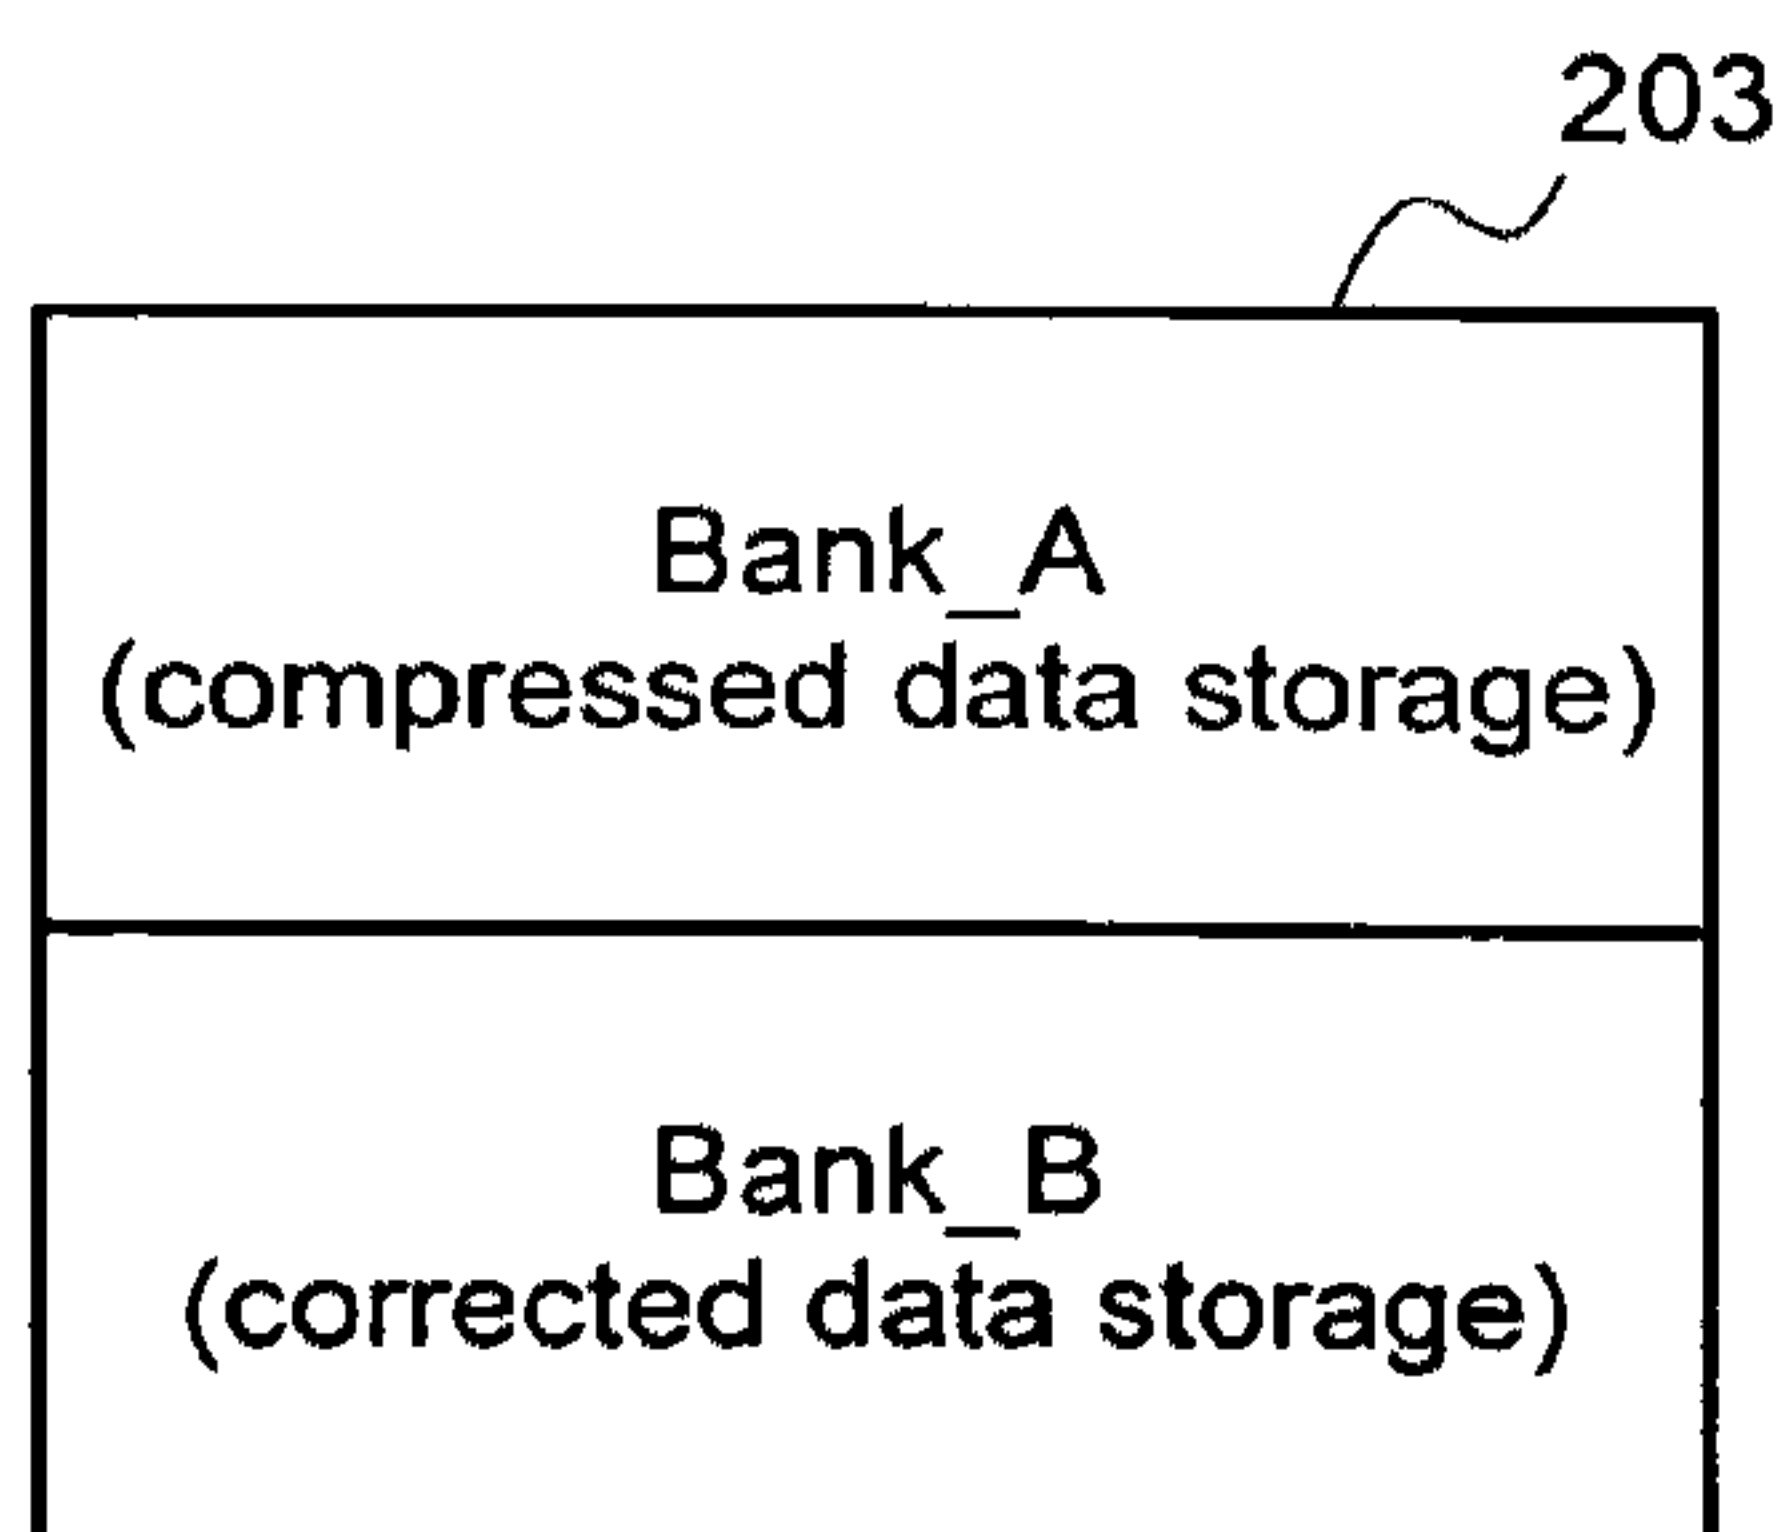 203
Bank_A
(compressed data storage)
Bank_B
(corrected data storage)